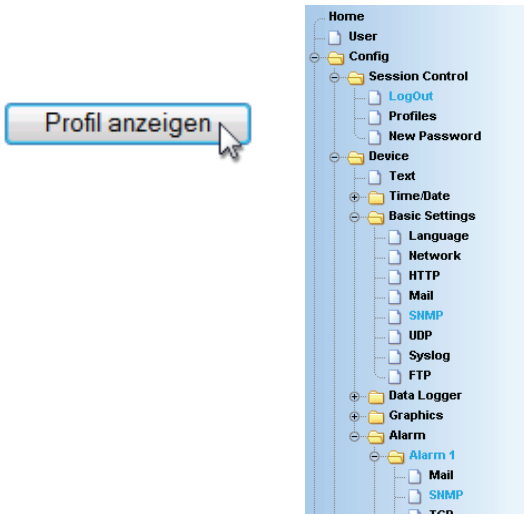 Profil anzeigen
Home
User
Config
Session Control
LogOut
Profiles
New Password
Device
Text
Time/Date
Basic Settings
Language
Network
HTTP
Mail
SNMP
UDP
Syslog
FTP
Data Logger
Graphics
Alarm
Alarm 1
Mail
SNMP
TCP